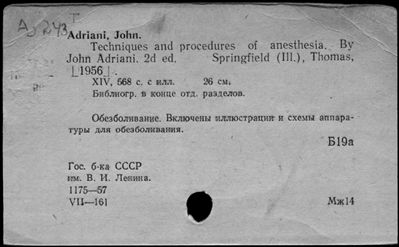 A 5243
Adriani, John.
Techniques and procedures of anesthesia. By
John Adriani. 2d ed. Springfield (Ill.), Thomas,
[1956].
XIV, 568 с. с илл. 26 см.
Библиогр. в конце отд. разделов.
Обезболивание. Включены иллюстрации и схемы аппара-
туры для обезболивания.
Б19а
Гос. б-ка СССР
им. В. И. Ленина.
1175—57
VII—161 Мж14